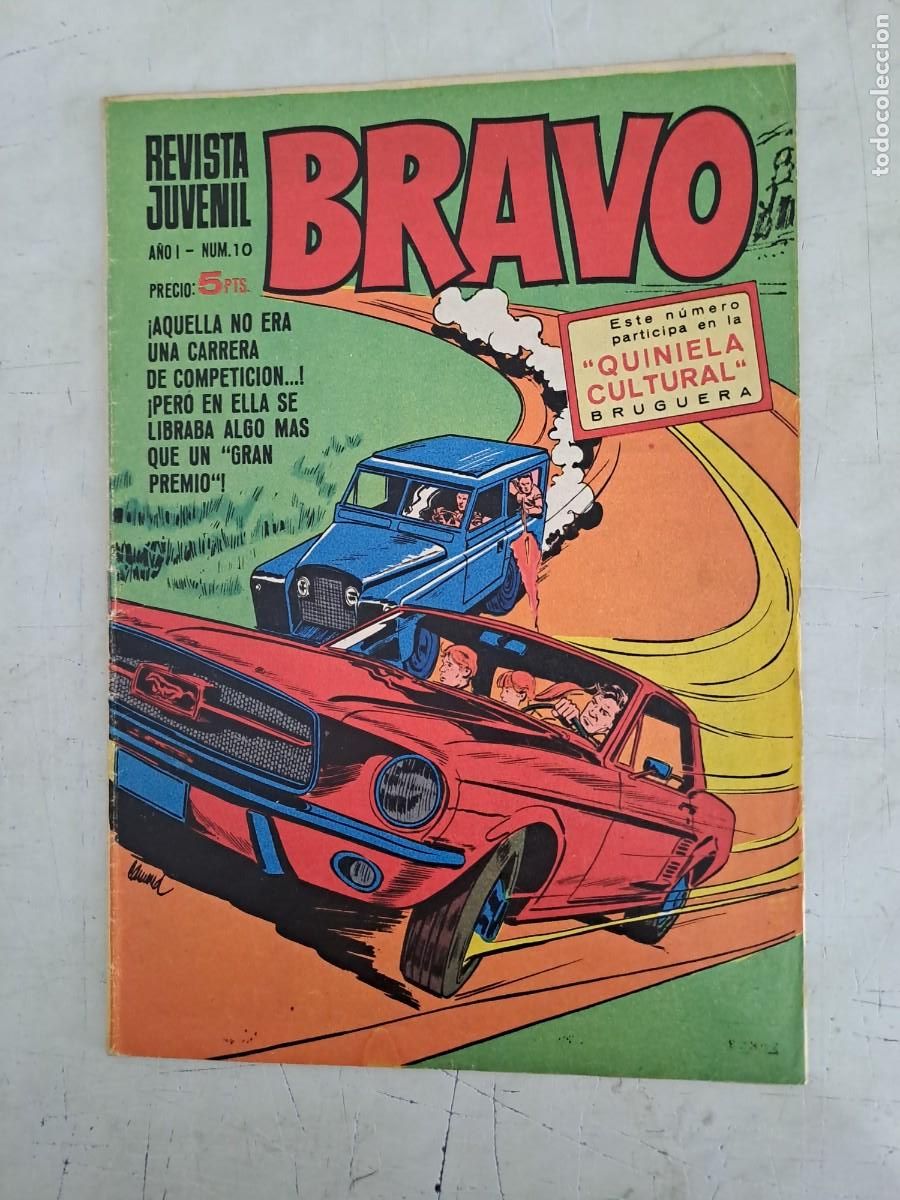 REVISTA
JUVENIL
BRAVO
AÑO I - NUM. 10
PRECIO: 5 PTS.
¡AQUELLA NO ERA
UNA CARRERA
DE COMPETICION...!
¡PERO EN ELLA SE
LIBRABA ALGO MAS
QUE UN "GRAN
PREMIO"!
Este número
participa en la
"QUINIELA
CULTURAL"
BRUGUERA
todocoleccion